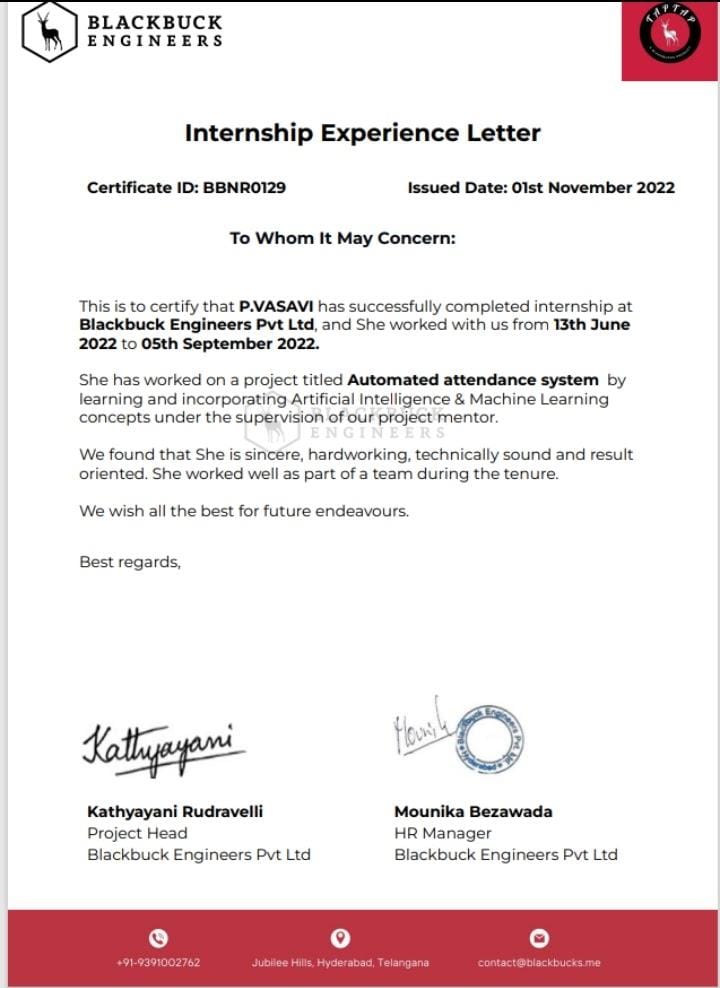 BLACKBUCK
ENGINEERS
TAPTAP
Internship Experience Letter
Certificate ID: BBNR0129 Issued Date: 01st November 2022
To Whom It May Concern:
This is to certify that P.VASAVI has successfully completed internship at
Blackbuck Engineers Pvt Ltd, and She worked with us from 13th June
2022 to 05th September 2022.
She has worked on a project titled Automated attendance system by
learning and incorporating Artificial Intelligence & Machine Learning
concepts under the supervision of our project mentor.
BLACKBUCK
ENGINEERS
We found that She is sincere, hardworking, technically sound and result
oriented. She worked well as part of a team during the tenure.
We wish all the best for future endeavours.
Best regards,
Kathyayani
Blackbuck Engineers Pvt Ltd
Hyderabad
Kathyayani Rudravelli Mounika Bezawada
Project Head HR Manager
Blackbuck Engineers Pvt Ltd Blackbuck Engineers Pvt Ltd
+91-9391002762 Jubilee Hills, Hyderabad, Telangana contact@blackbucks.me